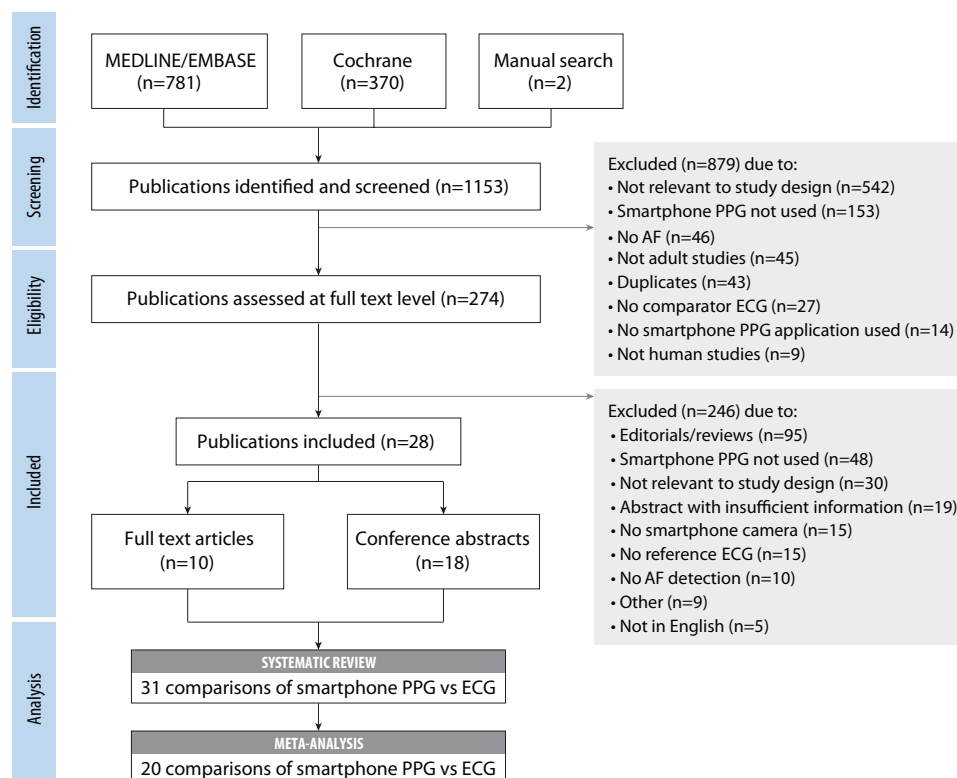 Identification
MEDLINE/EMBASE
(n=781)
Cochrane
(n=370)
Manual search
(n=2)
Screening
Publications identified and screened (n=1153)
Excluded (n=879) due to:
• Not relevant to study design (n=542)
• Smartphone PPG not used (n=153)
• No AF (n=46)
• Not adult studies (n=45)
• Duplicates (n=43)
• No comparator ECG (n=27)
• No smartphone PPG application used (n=14)
• Not human studies (n=9)
Eligibility
Publications assessed at full text level (n=274)
Excluded (n=246) due to:
• Editorials/reviews (n=95)
• Smartphone PPG not used (n=48)
• Not relevant to study design (n=30)
• Abstract with insufficient information (n=19)
• No smartphone camera (n=15)
• No reference ECG (n=15)
• No AF detection (n=10)
• Other (n=9)
• Not in English (n=5)
Included
Publications included (n=28)
Full text articles
(n=10)
Conference abstracts
(n=18)
Analysis
SYSTEMATIC REVIEW
31 comparisons of smartphone PPG vs ECG
META-ANALYSIS
20 comparisons of smartphone PPG vs ECG